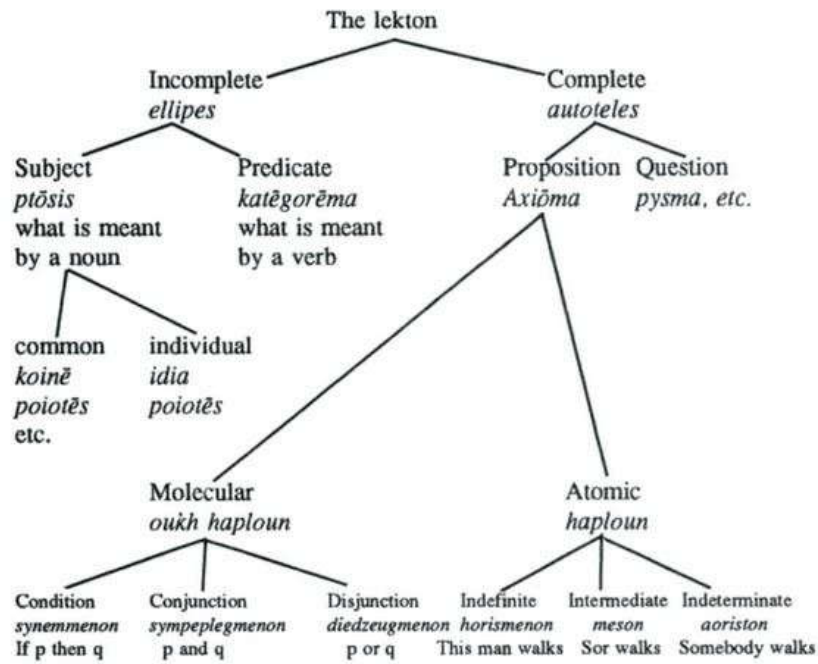 The lekton
Incomplete
ellipes
Complete
autoteles
Subject
ptōsis
what is meant
by a noun
Predicate
katēgorēma
what is meant
by a verb
Proposition
Axiōma
Question
pysma, etc.
common
koinē
poiotēs
etc.
individual
idia
poiotēs
Molecular
oukh haploun
Atomic
haploun
Condition
synemmenon
If p then q
Conjunction
sympeplegmenon
p and q
Disjunction
diedzeugmenon
p or q
Indefinite
horismenon
This man walks
Intermediate
meson
Sor walks
Indeterminate
aoriston
Somebody walks